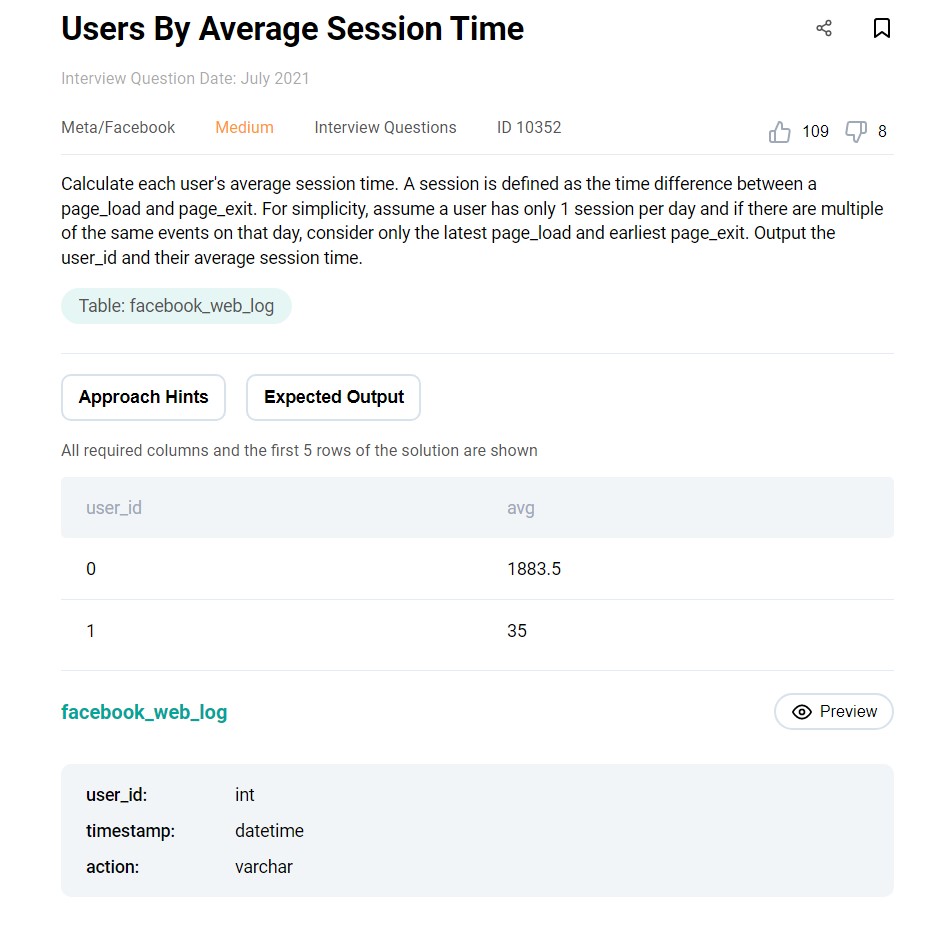 Users By Average Session Time
Interview Question Date: July 2021
Meta/Facebook Medium Interview Questions ID 10352 109 8
Calculate each user's average session time. A session is defined as the time difference between a
page_load and page_exit. For simplicity, assume a user has only 1 session per day and if there are multiple
of the same events on that day, consider only the latest page_load and earliest page_exit. Output the
user_id and their average session time.
Table: facebook_web_log
Approach Hints Expected Output
All required columns and the first 5 rows of the solution are shown
user_id avg
0 1883.5
1 35
facebook_web_log Preview
user_id: int
timestamp: datetime
action: varchar